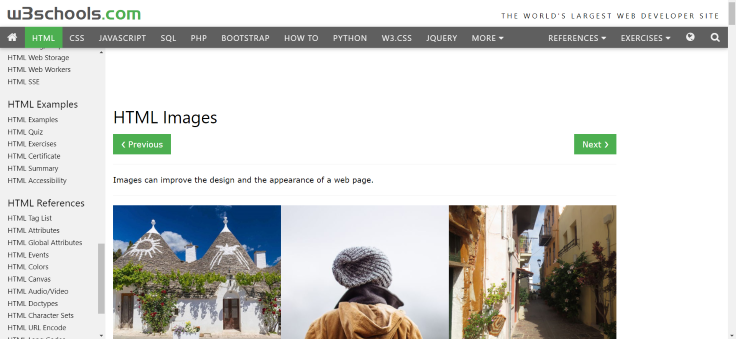 w3schools.com
THE WORLD'S LARGEST WEB DEVELOPER SITE
HTML CSS JAVASCRIPT SQL PHP BOOTSTRAP HOW TO PYTHON W3.CSS JQUERY MORE REFERENCES EXERCISES
HTML Web Storage
HTML Web Workers
HTML SSE
HTML Examples
HTML Examples
HTML Quiz
HTML Exercises
HTML Certificate
HTML Summary
HTML Accessibility
HTML References
HTML Tag List
HTML Attributes
HTML Global Attributes
HTML Events
HTML Colors
HTML Canvas
HTML Audio/Video
HTML Doctypes
HTML Character Sets
HTML URL Encode
HTML Images
❮ Previous
Next ❯
Images can improve the design and the appearance of a web page.